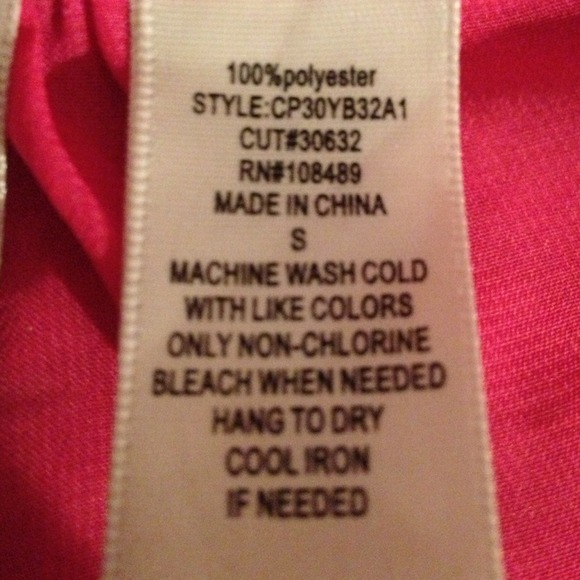 100%polyester
STYLE:CP30YB32A1
CUT#30632
RN#108489
MADE IN CHINA
S
MACHINE WASH COLD
WITH LIKE COLORS
ONLY NON-CHLORINE
BLEACH WHEN NEEDED
HANG TO DRY
COOL IRON
IF NEEDED